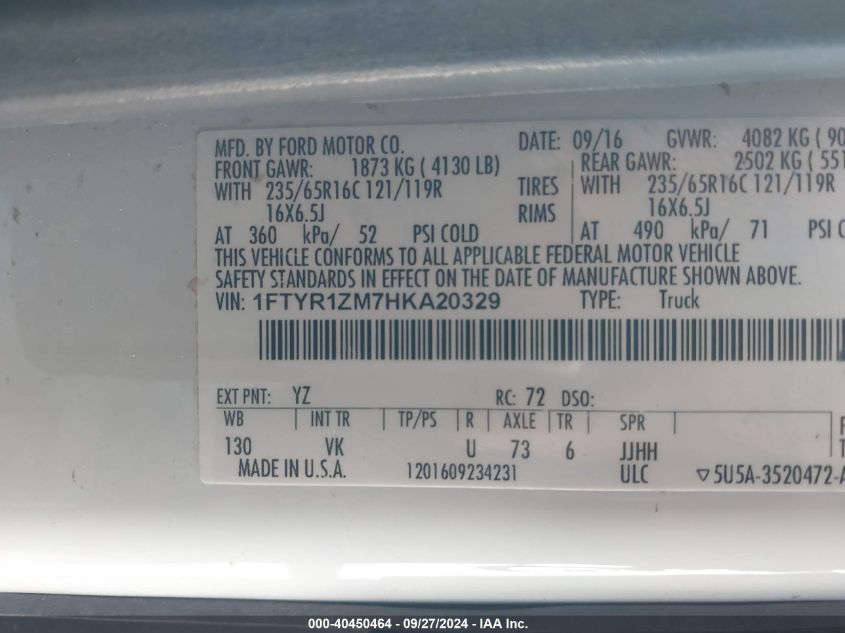 MFD. BY FORD MOTOR CO. DATE: 09/16 GVWR: 4082 KG ( 90
FRONT GAWR: 1873 KG ( 4130 LB) REAR GAWR: 2502 KG ( 551
WITH 235/65R16C 121/119R TIRES WITH 235/65R16C 121/119R
16X6.5J RIMS 16X6.5J
AT 360 kPa/ 52 PSI COLD AT 490 kPa/ 71 PSI C
THIS VEHICLE CONFORMS TO ALL APPLICABLE FEDERAL MOTOR VEHICLE
SAFETY STANDARDS IN EFFECT ON THE DATE OF MANUFACTURE SHOWN ABOVE.
VIN: 1FTYR1ZM7HKA20329 TYPE: Truck
EXT PNT: YZ RC: 72 DSO:
WB INT TR TP/PS R AXLE TR SPR
130 VK U 73 6 JJHH
MADE IN U.S.A. 1201609234231 ULC ▽5U5A-3520472-A
000-40450464 - 09/27/2024 - IAA Inc.